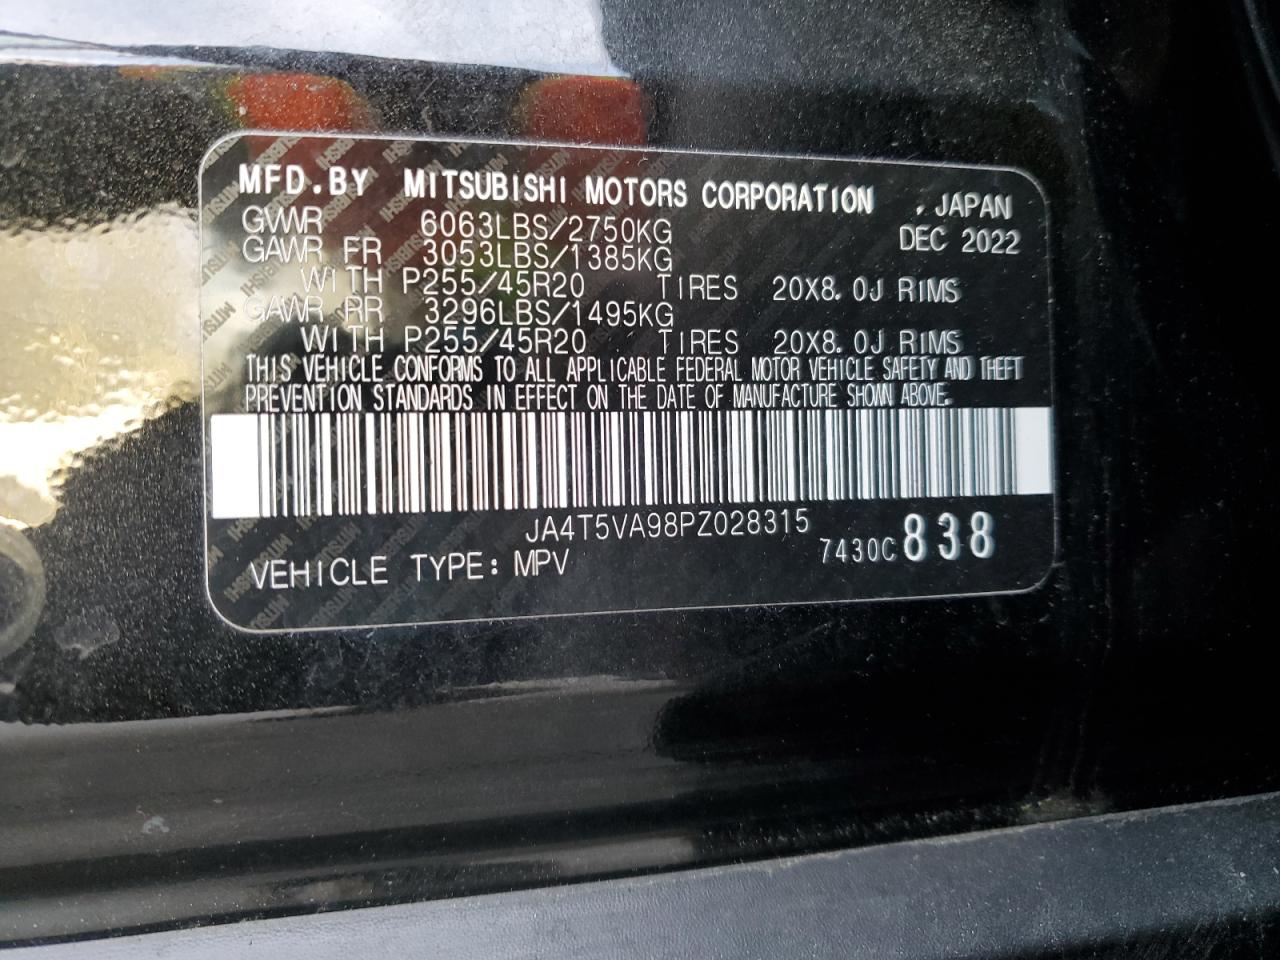 MFD.BY MITSUBISHI MOTORS CORPORATION , JAPAN
GVWR 6063LBS/2750KG DEC 2022
GAWR FR 3053LBS/1385KG
WITH P255/45R20 TIRES 20X8.0J RIMS
GAWR RR 3296LBS/1495KG
WITH P255/45R20 TIRES 20X8.0J RIMS
THIS VEHICLE CONFORMS TO ALL APPLICABLE FEDERAL MOTOR VEHICLE SAFETY AND THEFT
PREVENTION STANDARDS IN EFFECT ON THE DATE OF MANUFACTURE SHOWN ABOVE.
JA4T5VA98PZ028315
7430C 838
VEHICLE TYPE: MPV